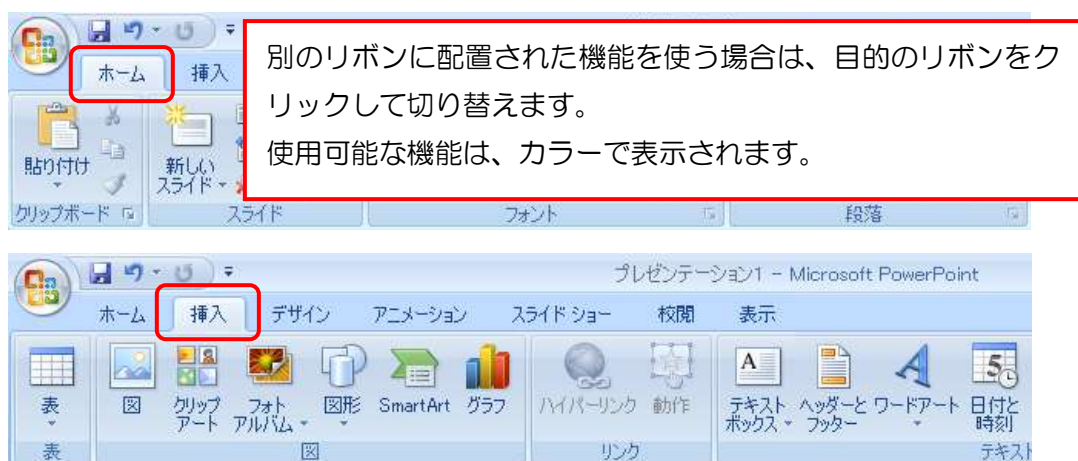 別のリボンに配置された機能を使う場合は、目的のリボンをク
リックして切り替えます。
使用可能な機能は、カラーで表示されます。
ホーム 挿入
貼り付け 新しい
スライド
クリップボード スライド フォント 段落
プレゼンテーション1 - Microsoft PowerPoint
ホーム 挿入 デザイン アニメーション スライド ショー 校閲 表示
表 図 クリップ
アート フォト
アルバム 図形 SmartArt グラフ ハイパーリンク 動作 テキスト
ボックス ヘッダーと
フッター ワードアート 日付と
時刻
表 図 リンク テキスト